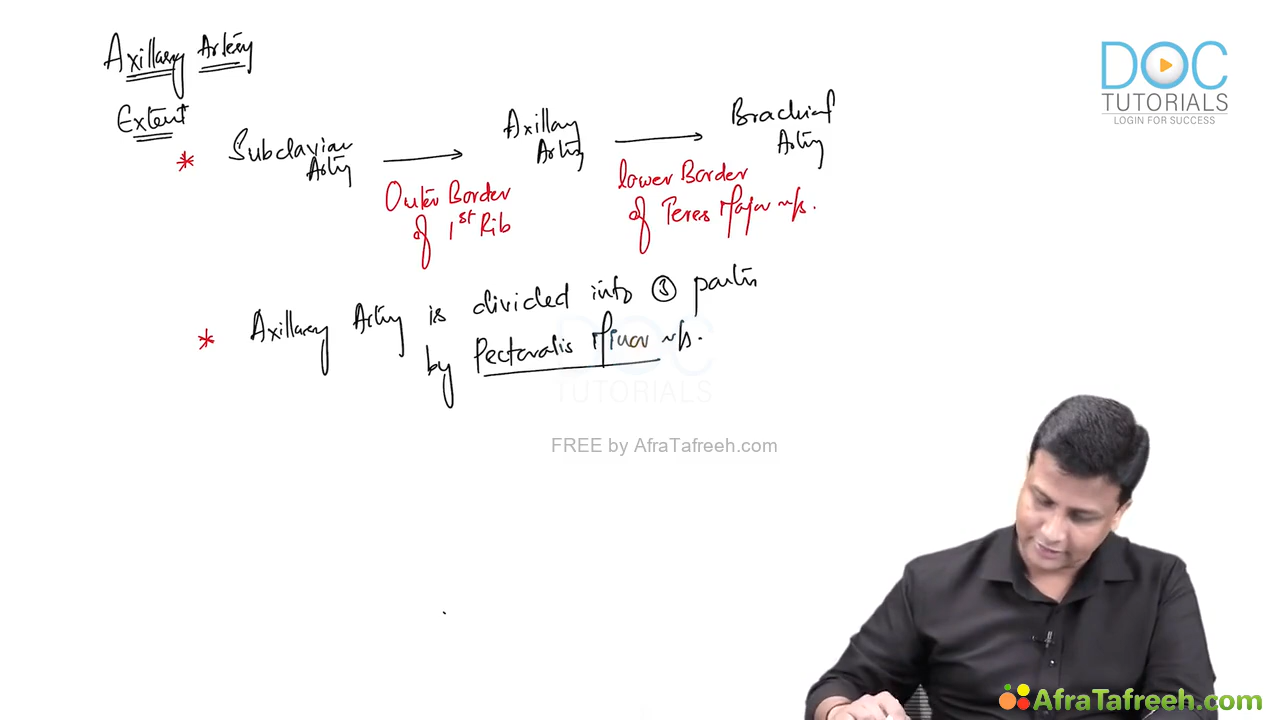 Axillary Artery
Extent
* Subclavian Artery → Axillary Artery → Brachial Artery
Outer Border of 1st Rib
lower Border of Teres Major m/s.
* Axillary Artery is divided into ③ parts
by Pectoralis Minor m/s.
DOC
TUTORIALS
LOGIN FOR SUCCESS
DOC
TUTORIALS
FREE by AfraTafreeh.com
AfraTafreeh.com